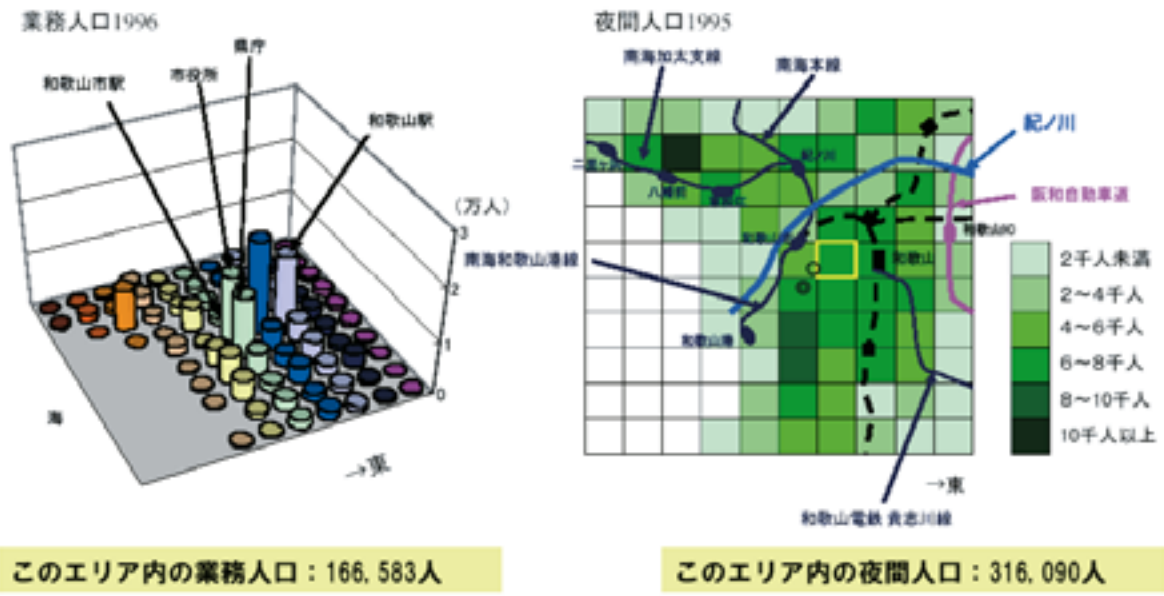 業務人口1996
県庁
市役所
和歌山市駅
和歌山駅
(万人)
3
2
1
0
海
→東
このエリア内の業務人口：166,583人
夜間人口1995
南海加太支線
南海本線
紀ノ川
紀ノ川
八幡前
阪和自動車道
南海和歌山港線
和歌山
和歌山港
2千人未満
2〜4千人
4〜6千人
6〜8千人
8〜10千人
10千人以上
→東
和歌山電鉄 貴志川線
このエリア内の夜間人口：316,090人